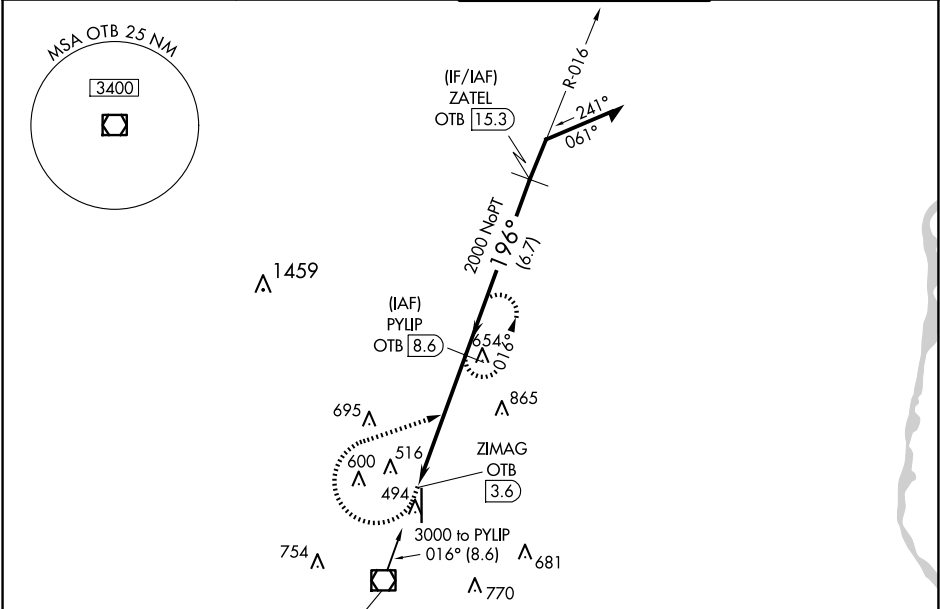 MSA OTB 25 NM
3400
R-016
(IF/IAF)
ZATEL
OTB 15.3
241°
061°
2000 NoPT
196°
(6.7)
1459
(IAF)
PYLIP
OTB 8.6
654
016°
865
695
516
600
494
ZIMAG
OTB
3.6
3000 to PYLIP
016° (8.6)
754
681
770